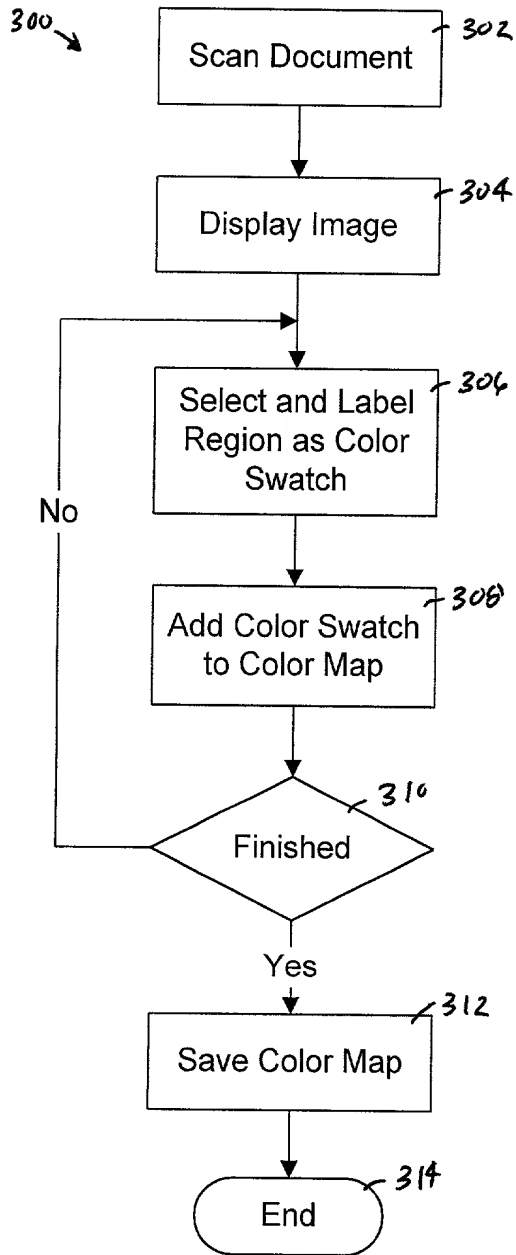 300
302
Scan Document
304
Display Image
306
Select and Label
Region as Color
Swatch
No
308
Add Color Swatch
to Color Map
310
Finished
Yes
312
Save Color Map
314
End